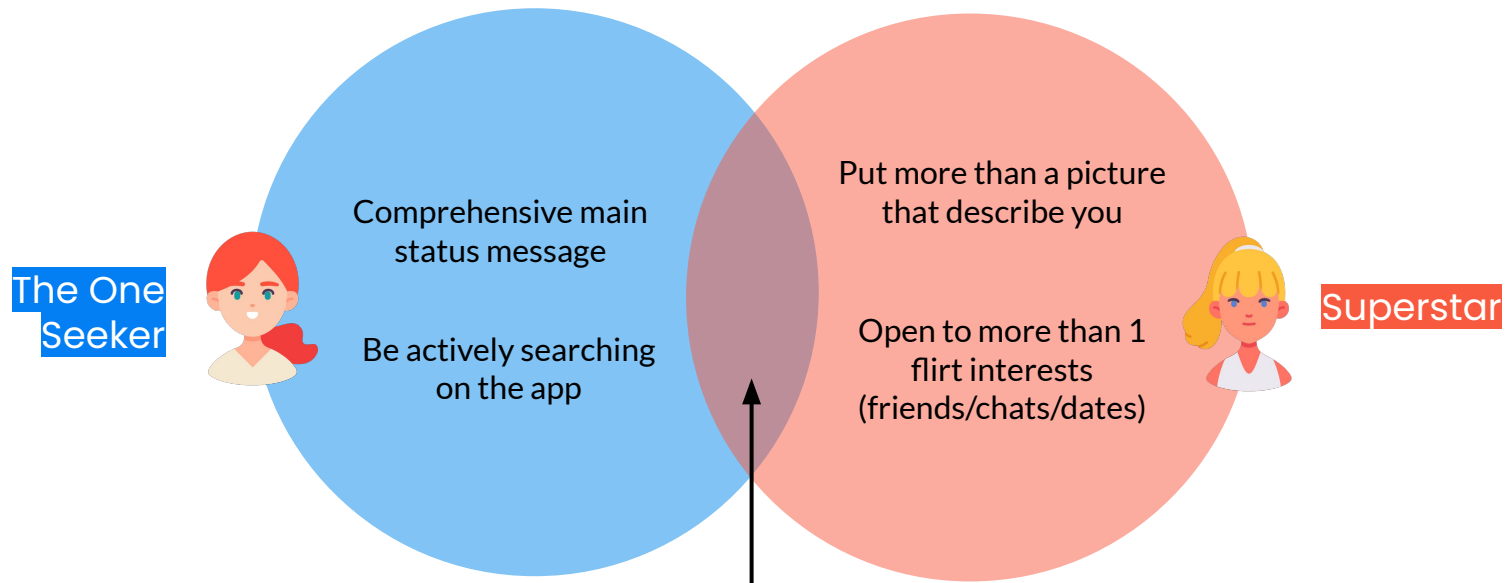 The One
Seeker
Comprehensive main
status message
Be actively searching
on the app
Put more than a picture
that describe you
Open to more than 1
flirt interests
(friends/chats/dates)
Superstar